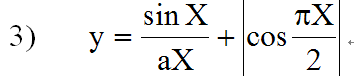 3) y = sin X / aX + |cos πX / 2| ↵